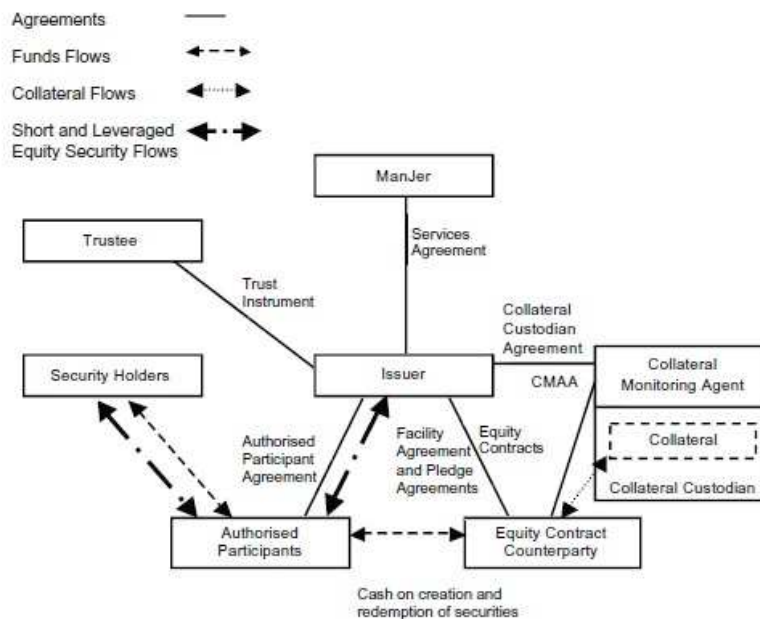 Agreements
Funds Flows
Collateral Flows
Short and Leveraged
Equity Security Flows
ManJer
Trustee
Services
Agreement
Trust
Instrument
Collateral
Custodian
Agreement
Security Holders
Issuer
CMAA
Collateral
Monitoring Agent
Authorised
Participant
Agreement
Facility
Agreement
and Pledge
Agreements
Equity
Contracts
Collateral
Collateral Custodian
Authorised
Participants
Equity Contract
Counterparty
Cash on creation and
redemption of securities